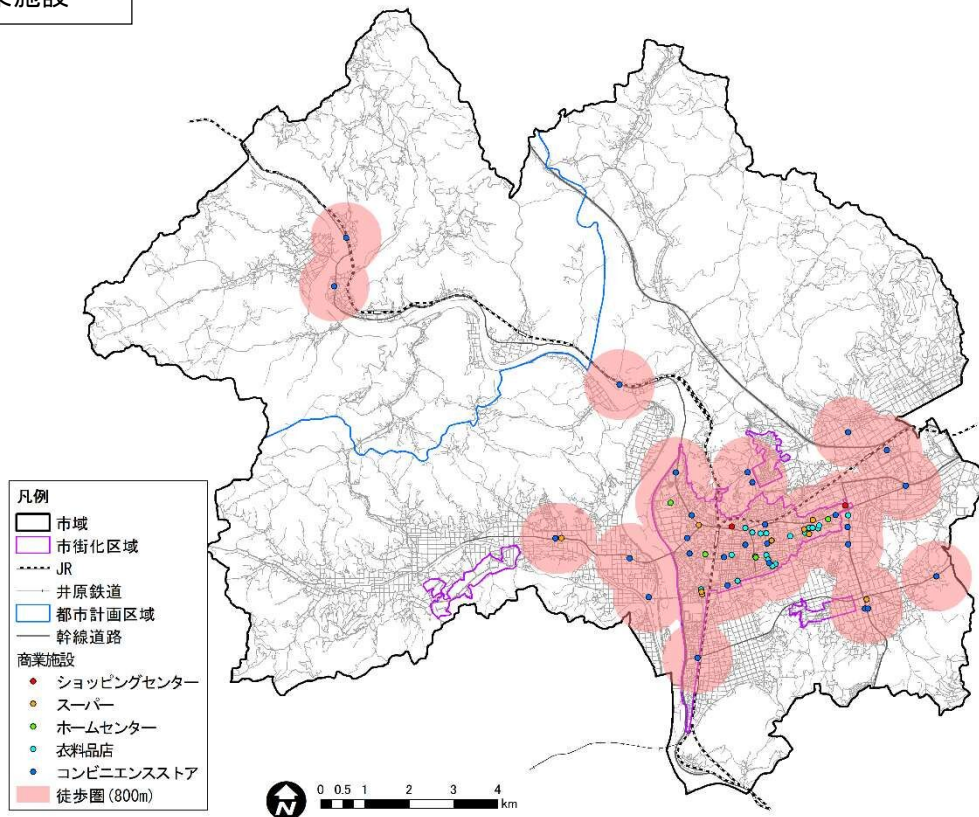 施設
凡例
市域
市街化区域
JR
井原鉄道
都市計画区域
幹線道路
商業施設
ショッピングセンター
スーパー
ホームセンター
衣料品店
コンビニエンスストア
徒歩圏(800m)
N
0 0.5 1 2 3 4
km